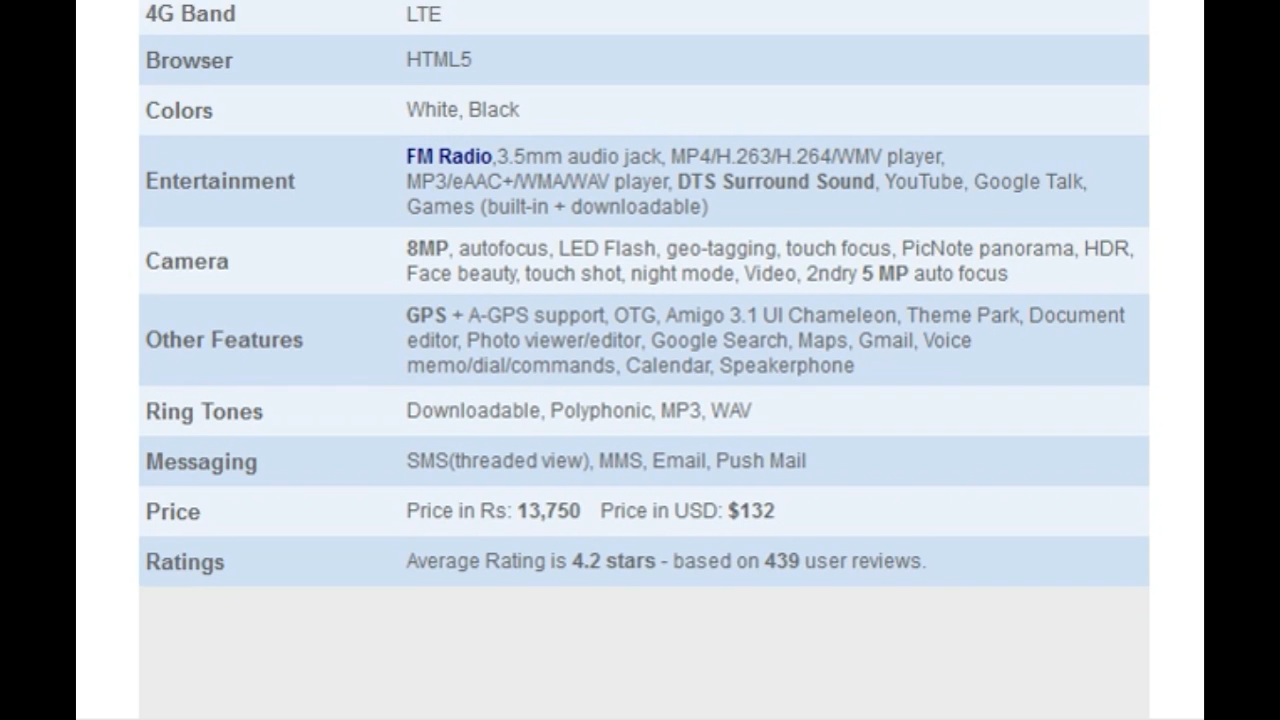 4G Band LTE
Browser HTML5
Colors White, Black
Entertainment FM Radio,3.5mm audio jack, MP4/H.263/H.264/WMV player,
MP3/eAAC+/WMA/WAV player, DTS Surround Sound, YouTube, Google Talk,
Games (built-in + downloadable)
Camera 8MP, autofocus, LED Flash, geo-tagging, touch focus, PicNote panorama, HDR,
Face beauty, touch shot, night mode, Video, 2ndry 5 MP auto focus
Other Features GPS + A-GPS support, OTG, Amigo 3.1 UI Chameleon, Theme Park, Document
editor, Photo viewer/editor, Google Search, Maps, Gmail, Voice
memo/dial/commands, Calendar, Speakerphone
Ring Tones Downloadable, Polyphonic, MP3, WAV
Messaging SMS(threaded view), MMS, Email, Push Mail
Price Price in Rs: 13,750 Price in USD: $132
Ratings Average Rating is 4.2 stars - based on 439 user reviews.